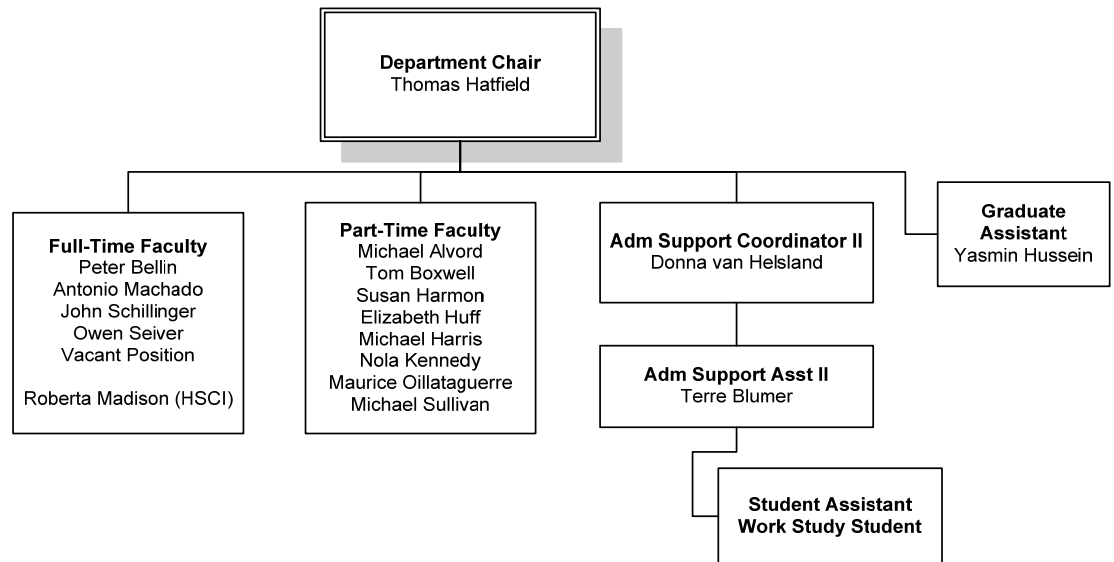 Department Chair
Thomas Hatfield
Full-Time Faculty
Peter Bellin
Antonio Machado
John Schillinger
Owen Seiver
Vacant Position
Roberta Madison (HSCI)
Part-Time Faculty
Michael Alvord
Tom Boxwell
Susan Harmon
Elizabeth Huff
Michael Harris
Nola Kennedy
Maurice Oillataguerre
Michael Sullivan
Adm Support Coordinator II
Donna van Helsland
Adm Support Asst II
Terre Blumer
Student Assistant
Work Study Student
Graduate
Assistant
Yasmin Hussein